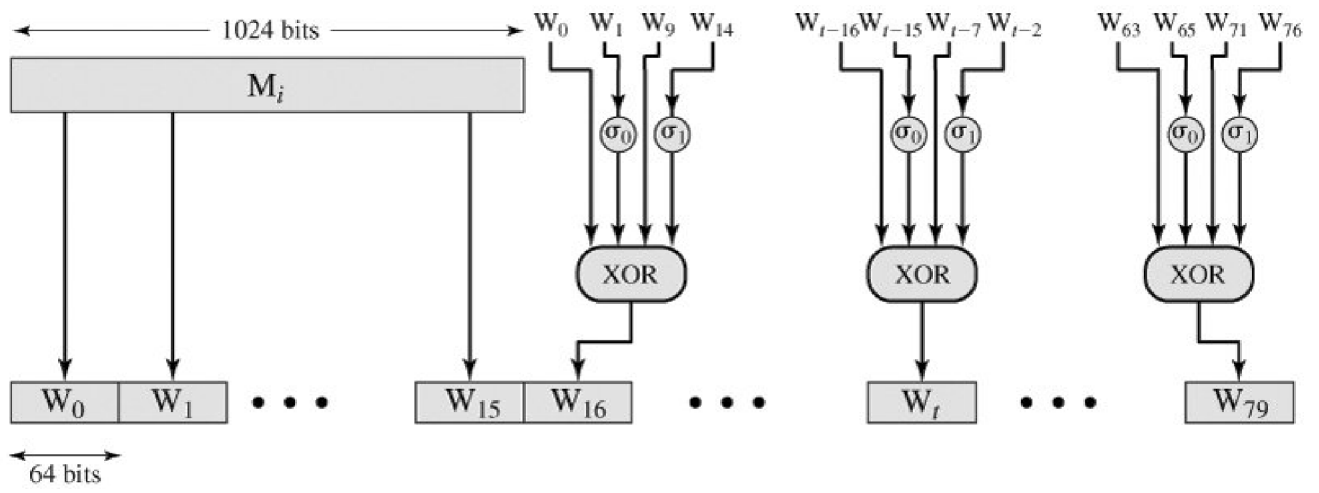 1024 bits
W₀ W₁ W₉ W₁₄
Wₜ₋₁₆ Wₜ₋₁₅ Wₜ₋₇ Wₜ₋₂
W₆₃ W₆₅ W₇₁ W₇₆
Mᵢ
σ₀ σ₁
σ₀ σ₁
σ₀ σ₁
XOR
XOR
XOR
W₀ W₁ • • • W₁₅ W₁₆ • • • Wₜ • • • W₇₉
64 bits